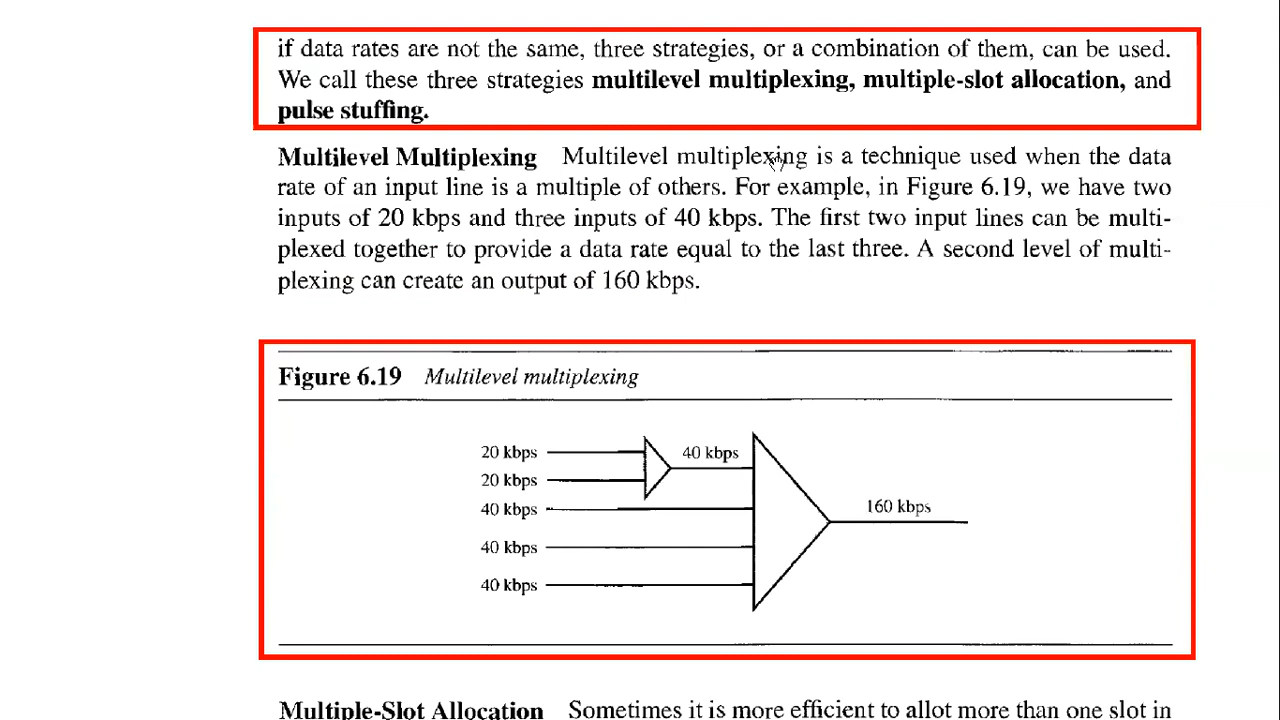 if data rates are not the same, three strategies, or a combination of them, can be used.
We call these three strategies multilevel multiplexing, multiple-slot allocation, and
pulse stuffing.
Multilevel Multiplexing Multilevel multiplexing is a technique used when the data
rate of an input line is a multiple of others. For example, in Figure 6.19, we have two
inputs of 20 kbps and three inputs of 40 kbps. The first two input lines can be multi-
plexed together to provide a data rate equal to the last three. A second level of multi-
plexing can create an output of 160 kbps.
Figure 6.19 Multilevel multiplexing
20 kbps
40 kbps
20 kbps
40 kbps
160 kbps
40 kbps
40 kbps
Multiple-Slot Allocation Sometimes it is more efficient to allot more than one slot in